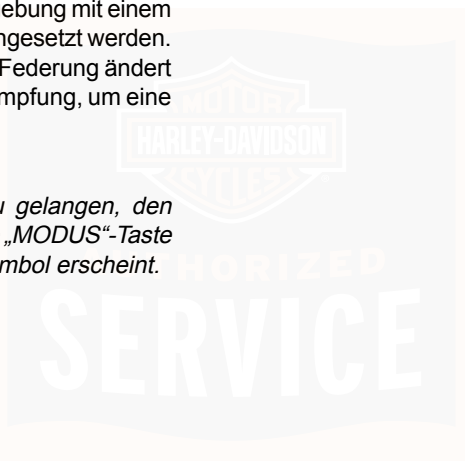 ebung mit einem
ngesetzt werden.
Federung ändert
mpfung, um eine
MOTOR
HARLEY-DAVIDSON
CYCLES
u gelangen, den
„MODUS“-Taste
mbol erscheint.
THORIZED
SERVICE